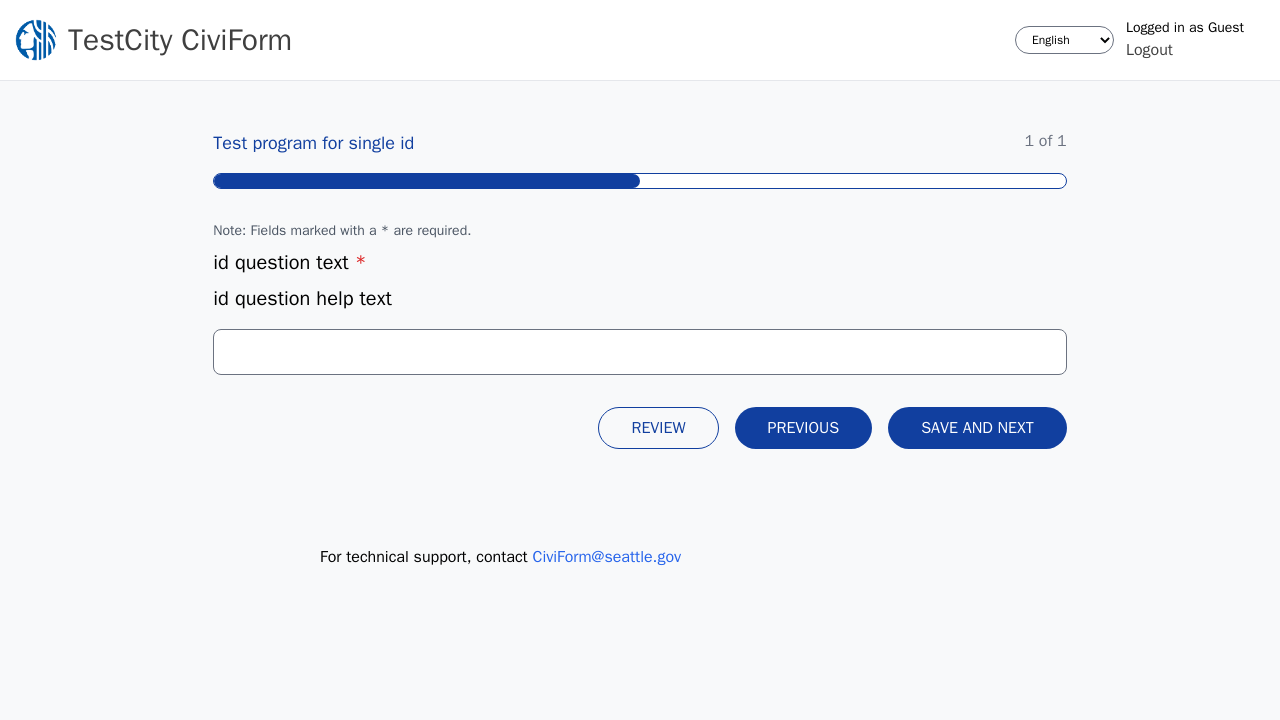 TestCity CiviForm
English
Logged in as Guest
Logout
Test program for single id
1 of 1
Note: Fields marked with a * are required.
id question text *
id question help text
REVIEW
PREVIOUS
SAVE AND NEXT
For technical support, contact CiviForm@seattle.gov